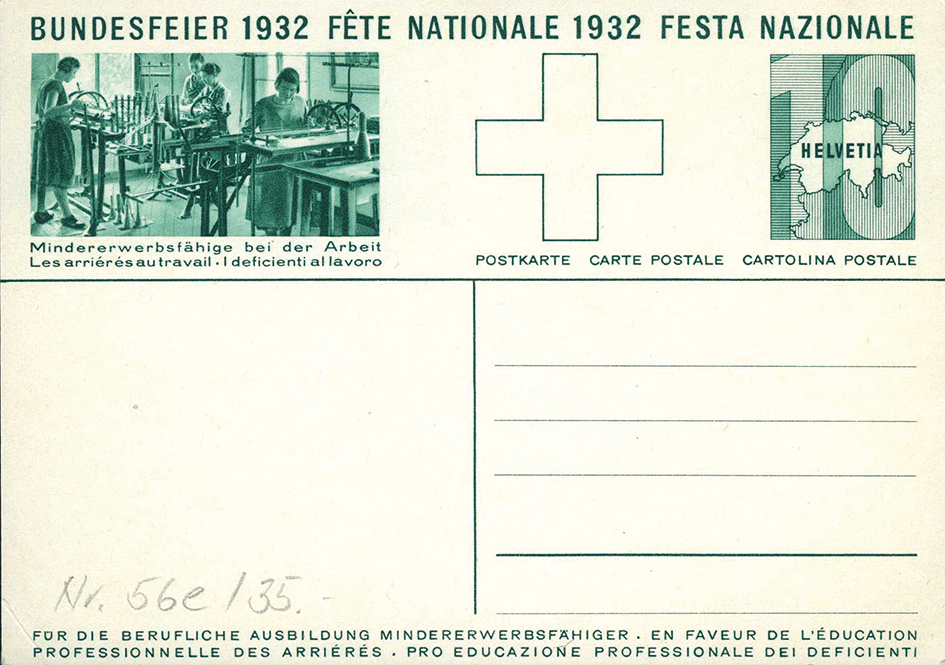 BUNDESFEIER 1932 FÊTE NATIONALE 1932 FESTA NAZIONALE
10
HELVETIA
Mindererwerbsfähige bei der Arbeit
Les arriérés au travail · I deficienti al lavoro
POSTKARTE CARTE POSTALE CARTOLINA POSTALE
Nr. 56e / 35.-
FÜR DIE BERUFLICHE AUSBILDUNG MINDERERWERBSFÄHIGER · EN FAVEUR DE L'ÉDUCATION
PROFESSIONNELLE DES ARRIÉRÉS · PRO EDUCAZIONE PROFESSIONALE DEI DEFICIENTI